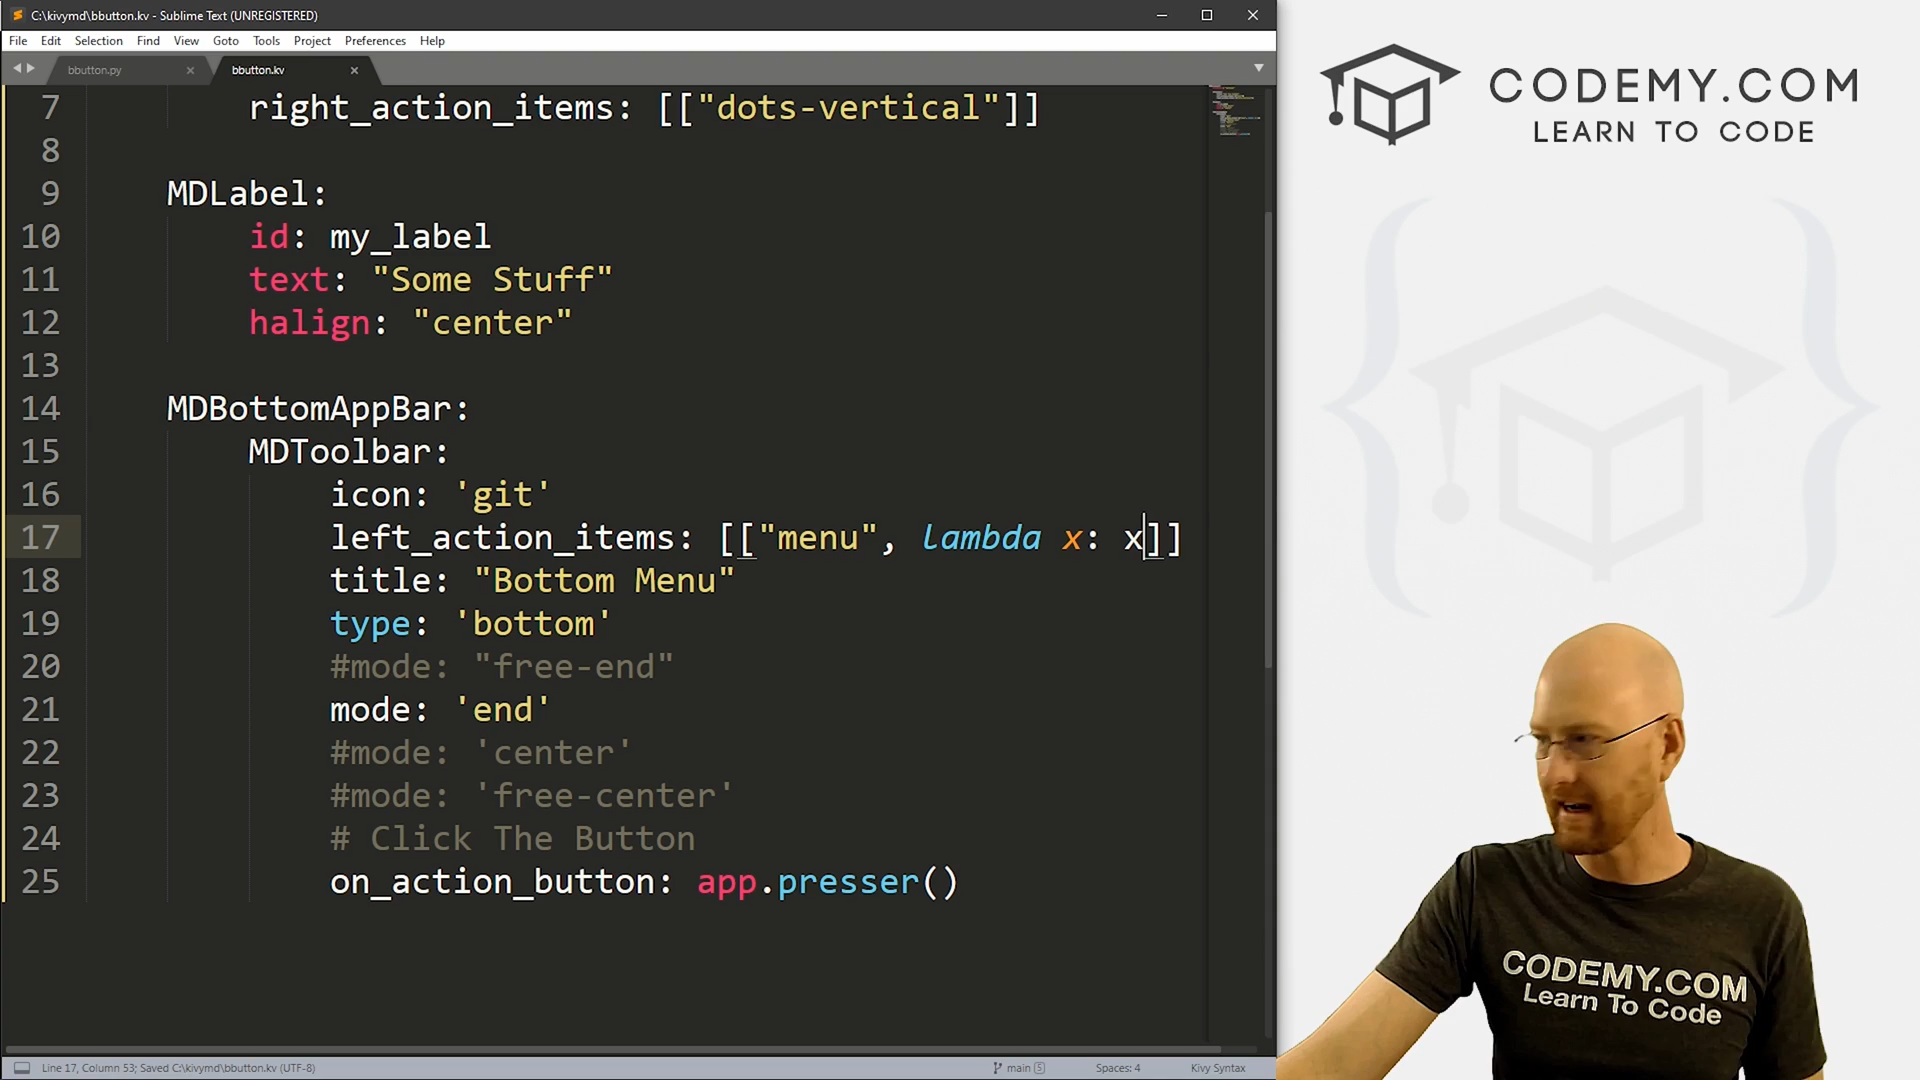 C:\kivymd\bbutton.kv - Sublime Text (UNREGISTERED)
File Edit Selection Find View Goto Tools Project Preferences Help
bbutton.py bbutton.kv
7 right_action_items: [["dots-vertical"]]
8
9 MDLabel:
10 id: my_label
11 text: "Some Stuff"
12 halign: "center"
13
14 MDBottomAppBar:
15 MDToolbar:
16 icon: 'git'
17 left_action_items: [["menu", lambda x: x]]
18 title: "Bottom Menu"
19 type: 'bottom'
20 #mode: "free-end"
21 mode: 'end'
22 #mode: 'center'
23 #mode: 'free-center'
24 # Click The Button
25 on_action_button: app.presser()
Line 17, Column 53; Saved C:\kivymd\bbutton.kv (UTF-8) main 5 Spaces: 4 Kivy Syntax
CODEMY.COM
LEARN TO CODE
CODEMY.COM
Learn To Code